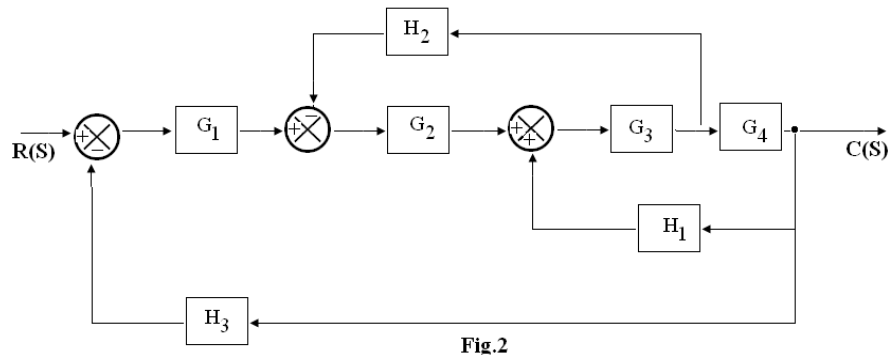 H2
G1
G2
G3
G4
R(S)
C(S)
+
−
+
−
+
+
H1
H3
Fig.2